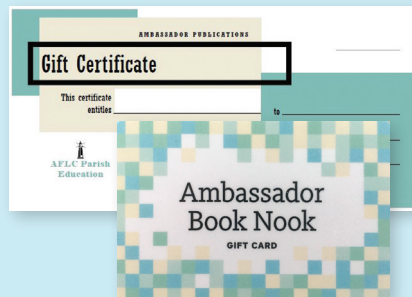 AMBASSADOR PUBLICATIONS
Gift Certificate
This certificate
entitles
to
AFLC Parish
Education
Ambassador
Book Nook
GIFT CARD